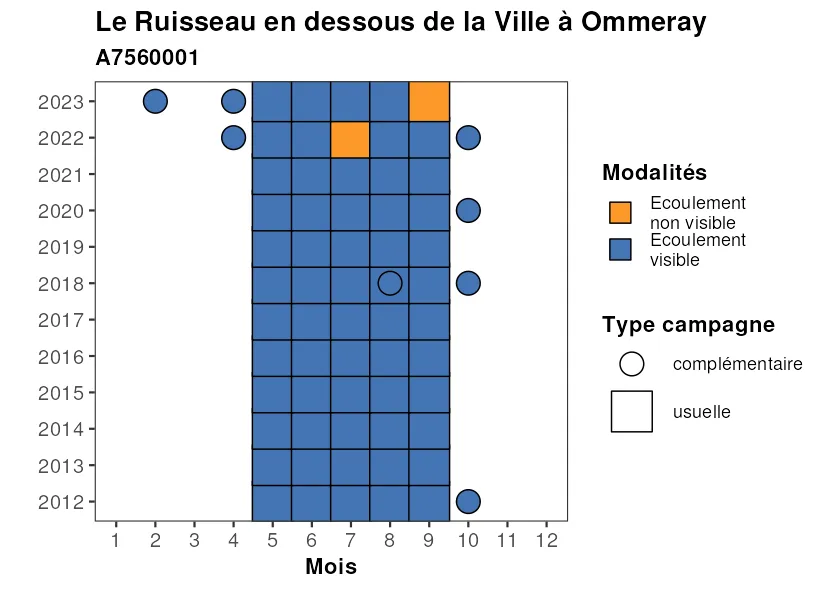 Le Ruisseau en dessous de la Ville à Ommeray
A7560001
2023
2022
2021
2020
2019
2018
2017
2016
2015
2014
2013
2012
1 2 3 4 5 6 7 8 9 10 11 12
Mois
Modalités
Ecoulement
non visible
Ecoulement
visible
Type campagne
complémentaire
usuelle